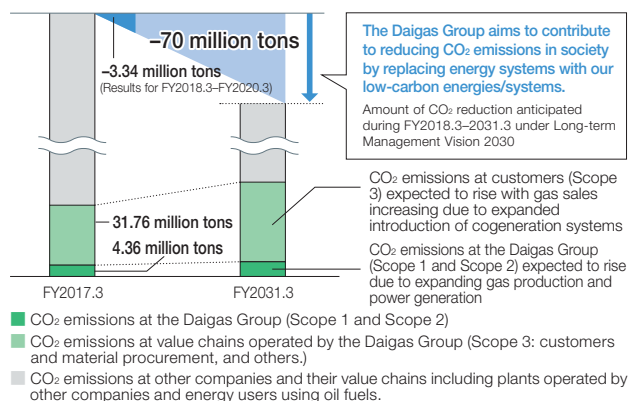 −70 million tons
−3.34 million tons
(Results for FY2018.3–FY2020.3)
The Daigas Group aims to contribute
to reducing CO₂ emissions in society
by replacing energy systems with our
low-carbon energies/systems.
Amount of CO₂ reduction anticipated
during FY2018.3–2031.3 under Long-term
Management Vision 2030
31.76 million tons
4.36 million tons
CO₂ emissions at customers (Scope
3) expected to rise with gas sales
increasing due to expanded
introduction of cogeneration systems
CO₂ emissions at the Daigas Group
(Scope 1 and Scope 2) expected to rise
due to expanding gas production and
power generation
FY2017.3
FY2031.3
CO₂ emissions at the Daigas Group (Scope 1 and Scope 2)
CO₂ emissions at value chains operated by the Daigas Group (Scope 3: customers
and material procurement, and others.)
CO₂ emissions at other companies and their value chains including plants operated by
other companies and energy users using oil fuels.